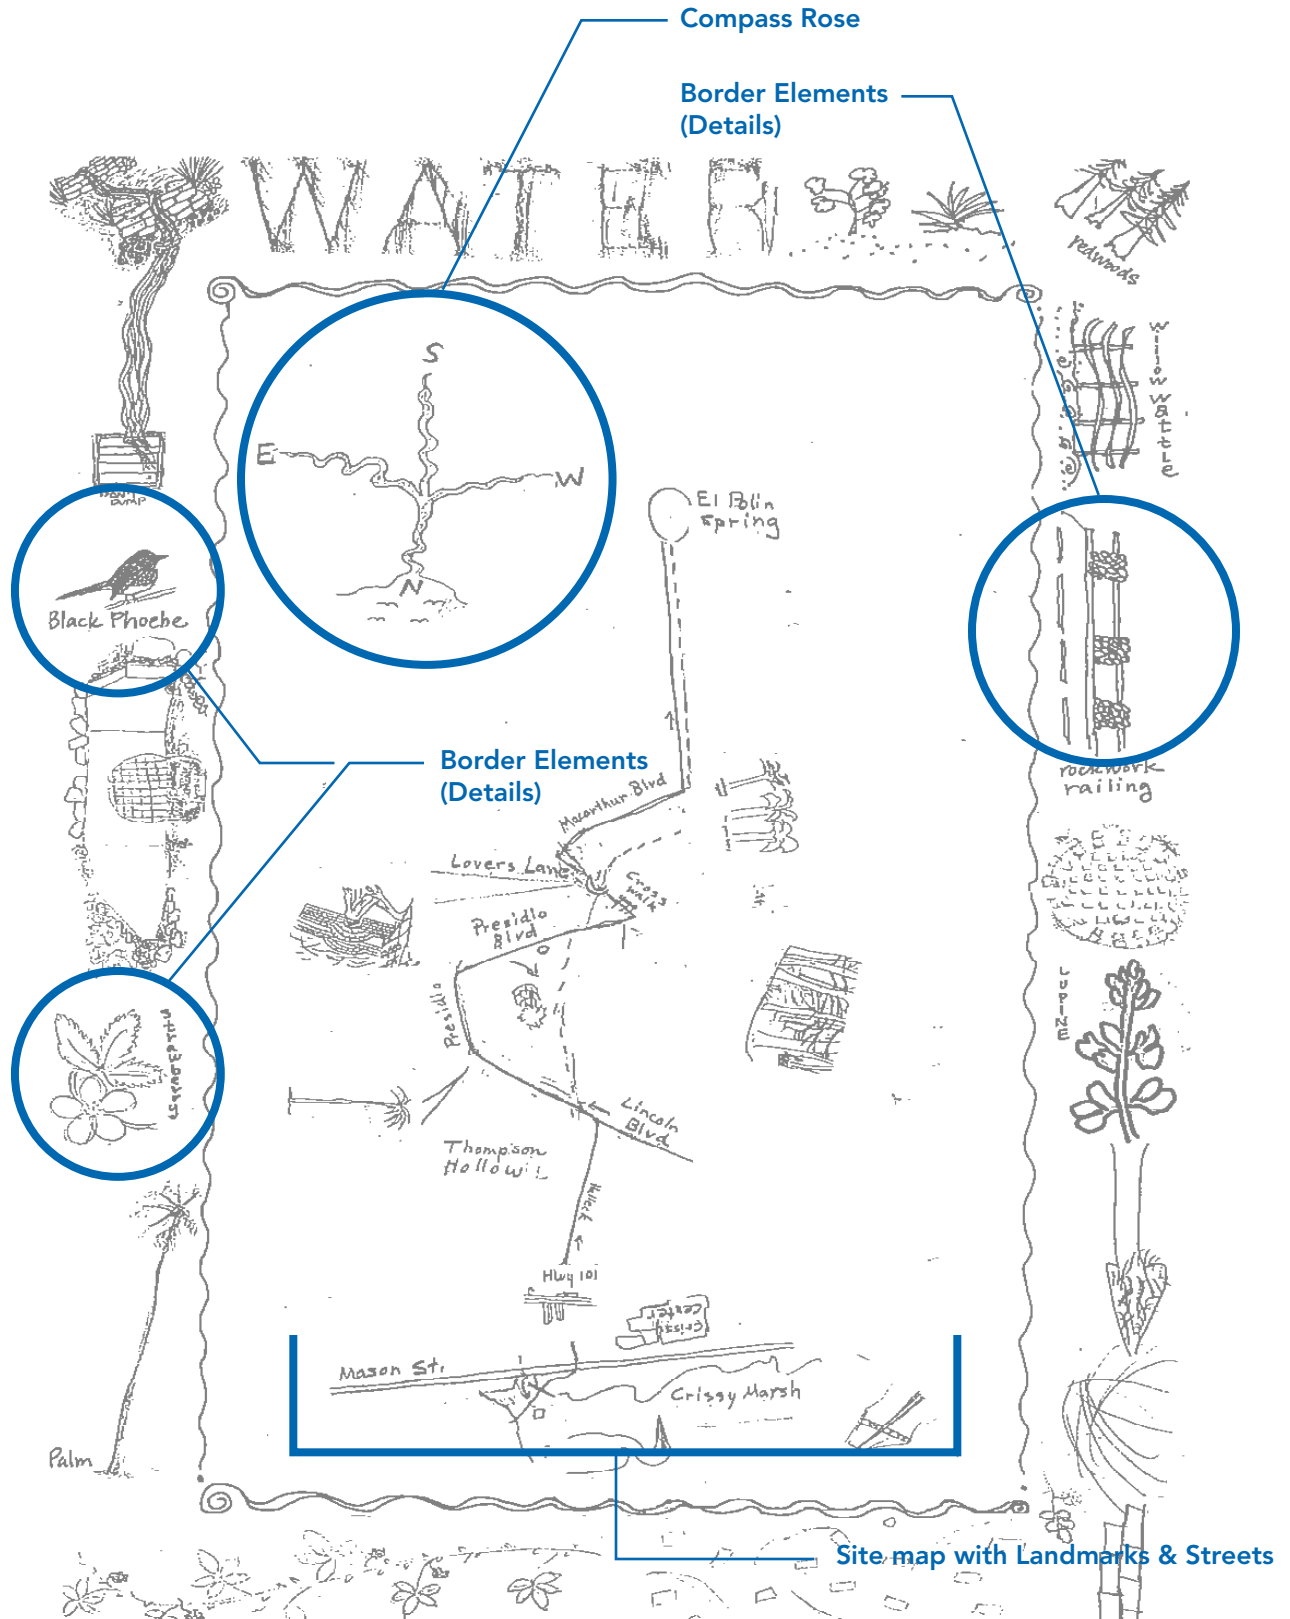 Compass Rose
Border Elements
(Details)
WATER
redwoods
willow wattle
S
E
W
N
El Polin
Spring
Black Phoebe
rockwork
railing
Border Elements
(Details)
Macarthur Blvd
Lovers Lane
Cross
walks
Presidio
Blvd
LUPINE
Presidio
Lincoln
Blvd
Thompson
Hollow
Halleck
Hwy 101
Crissy
Center
Mason St.
Crissy Marsh
Palm
Site map with Landmarks & Streets